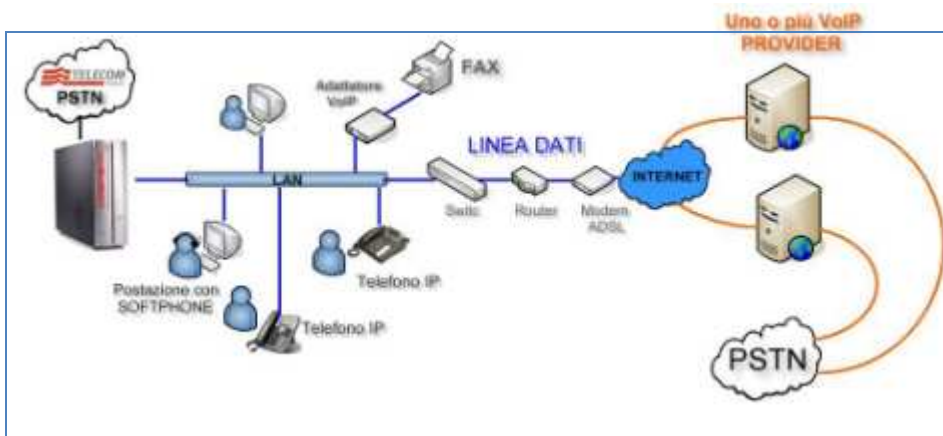 Uno o più VoIP
PROVIDER
TELECOM
PSTN
FAX
Adattatore
VoIP
LINEA DATI
LAN
INTERNET
Switc
Router
Modem
ADSL
Postazione con
SOFTPHONE
Telefono IP
Telefono IP
PSTN